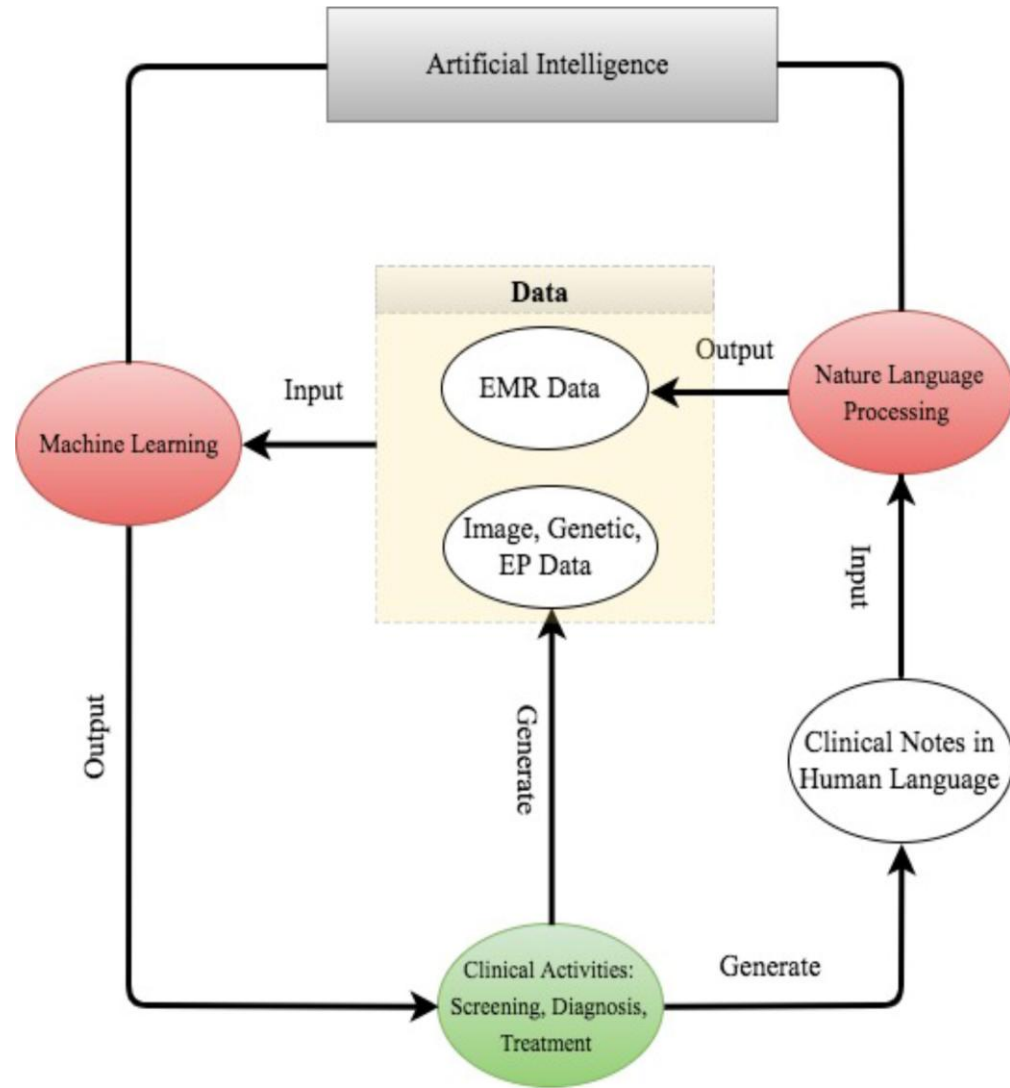 Artificial Intelligence
Data
Output
Nature Language
Processing
EMR Data
Input
Machine Learning
Image, Genetic,
EP Data
Input
Output
Generate
Clinical Notes in
Human Language
Clinical Activities:
Screening, Diagnosis,
Treatment
Generate